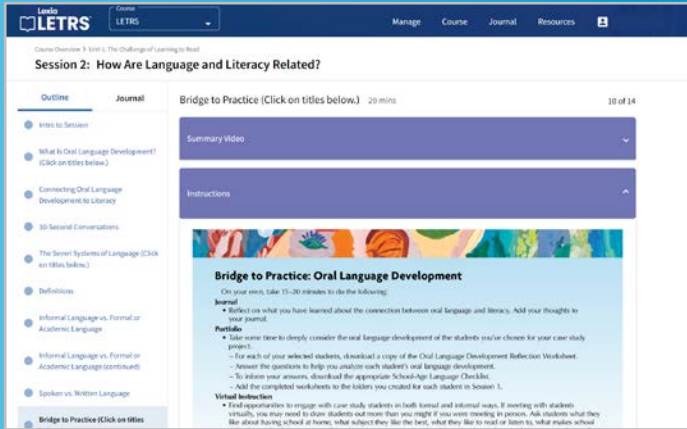 Lexia
LETRS
Course
LETRS
Manage
Course
Journal
Resources
Course Overview > Unit 1: The Challenge of Learning to Read
Session 2: How Are Language and Literacy Related?
Outline
Journal
Intro to Session
What Is Oral Language Development?
(Click on titles below.)
Connecting Oral Language
Development to Literacy
30-Second Conversations
The Seven Systems of Language (Click
on titles below.)
Definitions
Informal Language vs. Formal or
Academic Language
Informal Language vs. Formal or
Academic Language (continued)
Spoken vs. Written Language
Bridge to Practice (Click on titles
Bridge to Practice (Click on titles below.) 20 mins
10 of 14
Summary Video
Instructions
Bridge to Practice: Oral Language Development
On your own, take 15–20 minutes to do the following:
Journal
• Reflect on what you have learned about the connection between oral language and literacy. Add your thoughts to
your journal.
Portfolio
• Take some time to deeply consider the oral language development of the students you've chosen for your case study
project.
– For each of your selected students, download a copy of the Oral Language Development Reflection Worksheet.
– Answer the questions to help you analyze each student's oral language development.
– To inform your answers, download the appropriate School-Age Language Checklist.
– Add the completed worksheets to the folders you created for each student in Session 1.
Virtual Instruction
• Find opportunities to engage with case study students in both formal and informal ways. If meeting with students
virtually, you may need to draw students out more than you might if you were meeting in person. Ask students what they
like about having school at home, what subject they like the best, what they like to read or listen to, what makes school